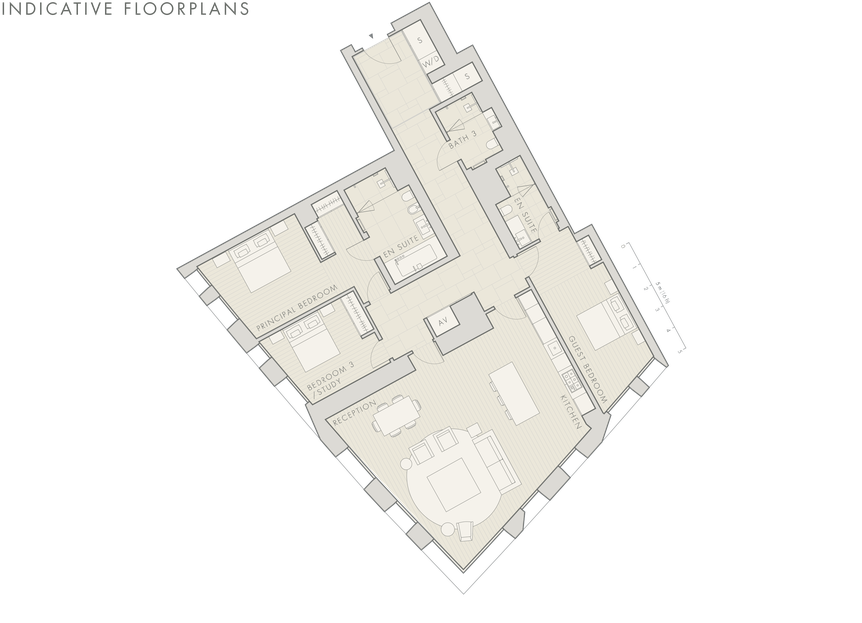 INDICATIVE FLOORPLANS
S
W/D
S
BATH 3
EN SUITE
EN SUITE
PRINCIPAL BEDROOM
AV
BEDROOM 3
/ STUDY
GUEST BEDROOM
RECEPTION
KITCHEN
0
1
2
3
4
5